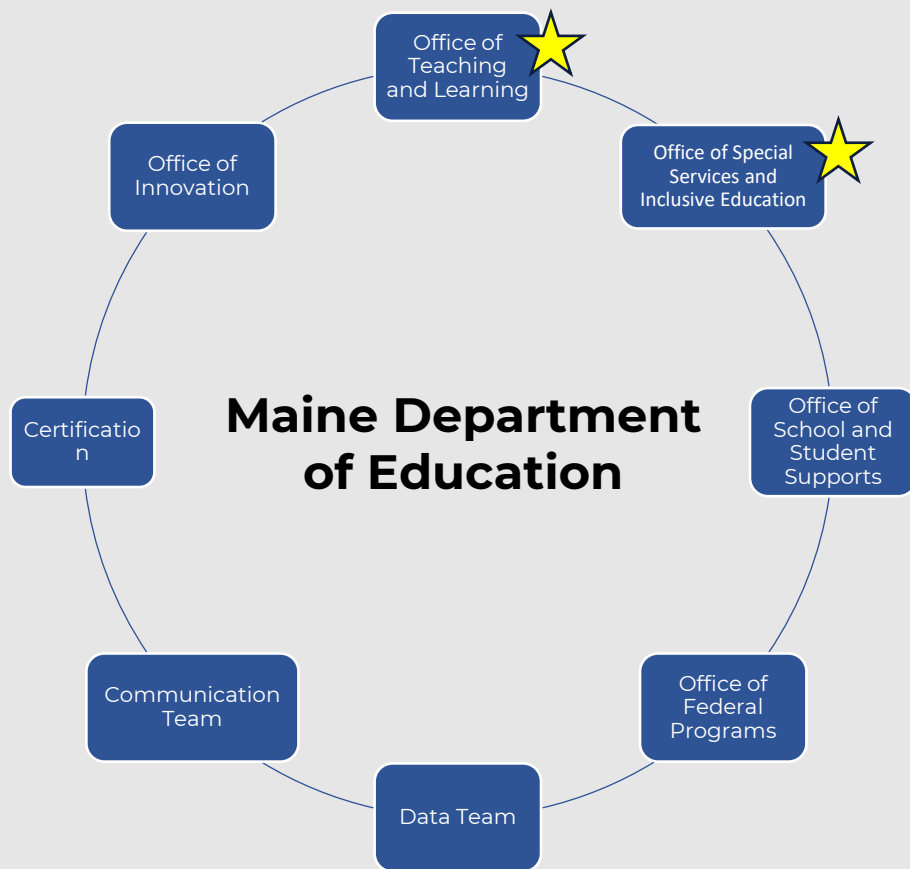 Office of
Teaching
and Learning
Office of Special
Services and
Inclusive Education
Office of
School and
Student
Supports
Office of
Federal
Programs
Data Team
Communication
Team
Certificatio
n
Office of
Innovation
Maine Department
of Education